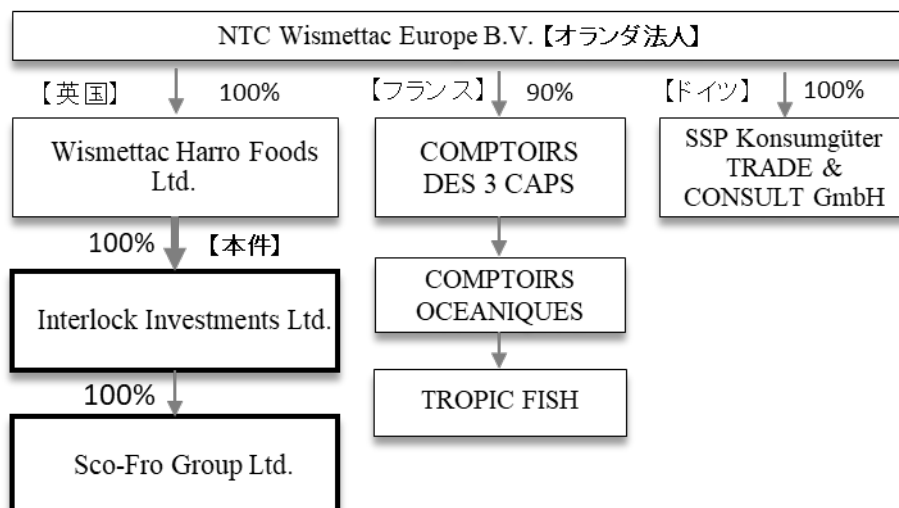 NTC Wismettac Europe B.V.【オランダ法人】
【英国】 100%
【フランス】 90%
【ドイツ】 100%
Wismettac Harro Foods
Ltd.
COMPTOIRS
DES 3 CAPS
SSP Konsumgüter
TRADE &
CONSULT GmbH
100% 【本件】
Interlock Investments Ltd.
COMPTOIRS
OCEANIQUES
100%
TROPIC FISH
Sco-Fro Group Ltd.